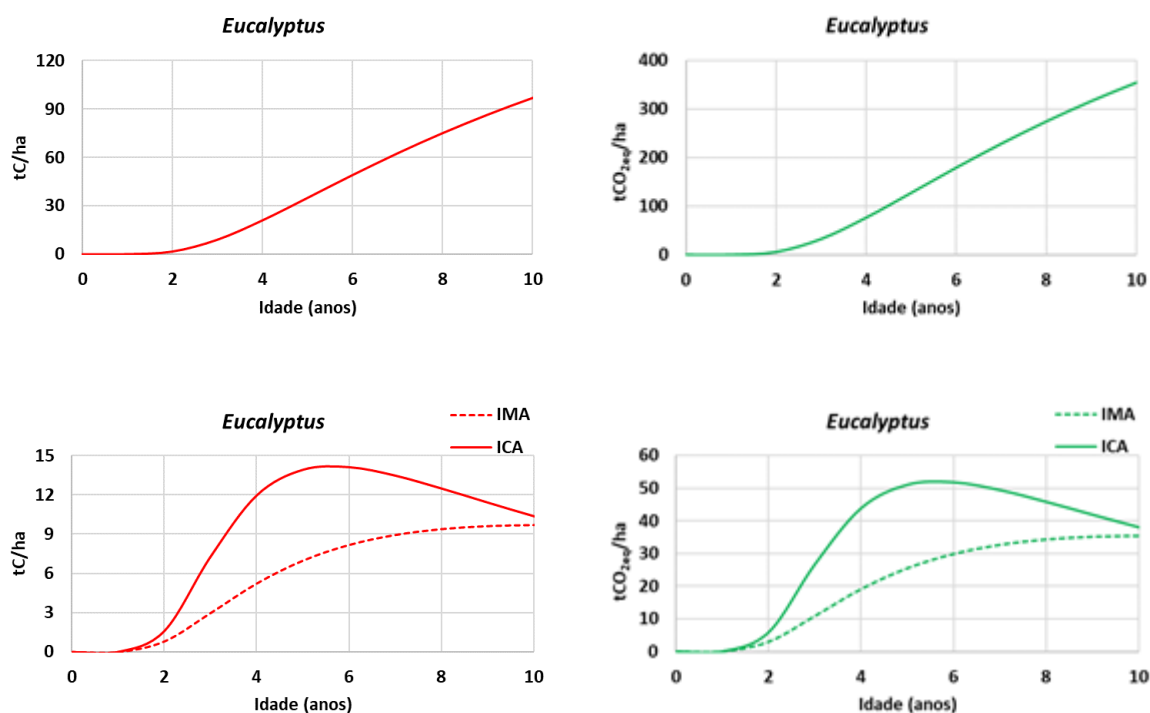 Eucalyptus
120
90
60
30
0
tC/ha
0 2 4 6 8 10
Idade (anos)
Eucalyptus
400
300
200
100
0
tCO₂eq/ha
0 2 4 6 8 10
Idade (anos)
Eucalyptus
IMA
ICA
15
12
9
6
3
0
tC/ha
0 2 4 6 8 10
Idade (anos)
Eucalyptus
IMA
ICA
60
50
40
30
20
10
0
tCO₂eq/ha
0 2 4 6 8 10
Idade (anos)